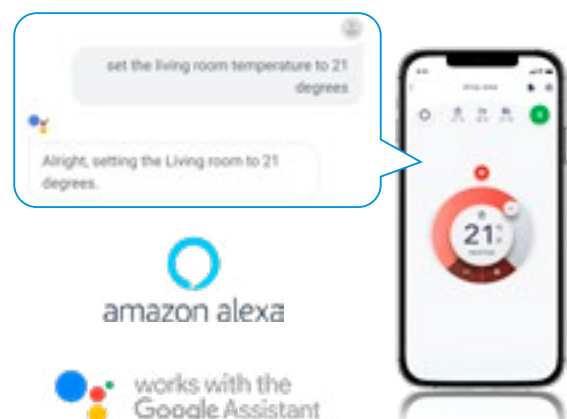 set the living room temperature to 21
degrees
Alright, setting the Living room to 21
degrees.
21°
amazon alexa
works with the
Google Assistant